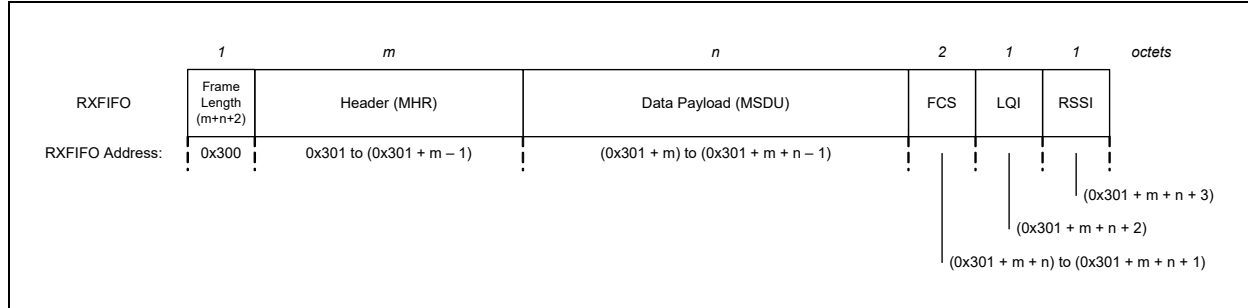 1 m n 2 1 1 octets
RXFIFO
Frame
Length
(m+n+2)
Header (MHR)
Data Payload (MSDU)
FCS
LQI
RSSI
RXFIFO Address:
0x300
0x301 to (0x301 + m – 1)
(0x301 + m) to (0x301 + m + n – 1)
(0x301 + m + n + 3)
(0x301 + m + n + 2)
(0x301 + m + n) to (0x301 + m + n + 1)